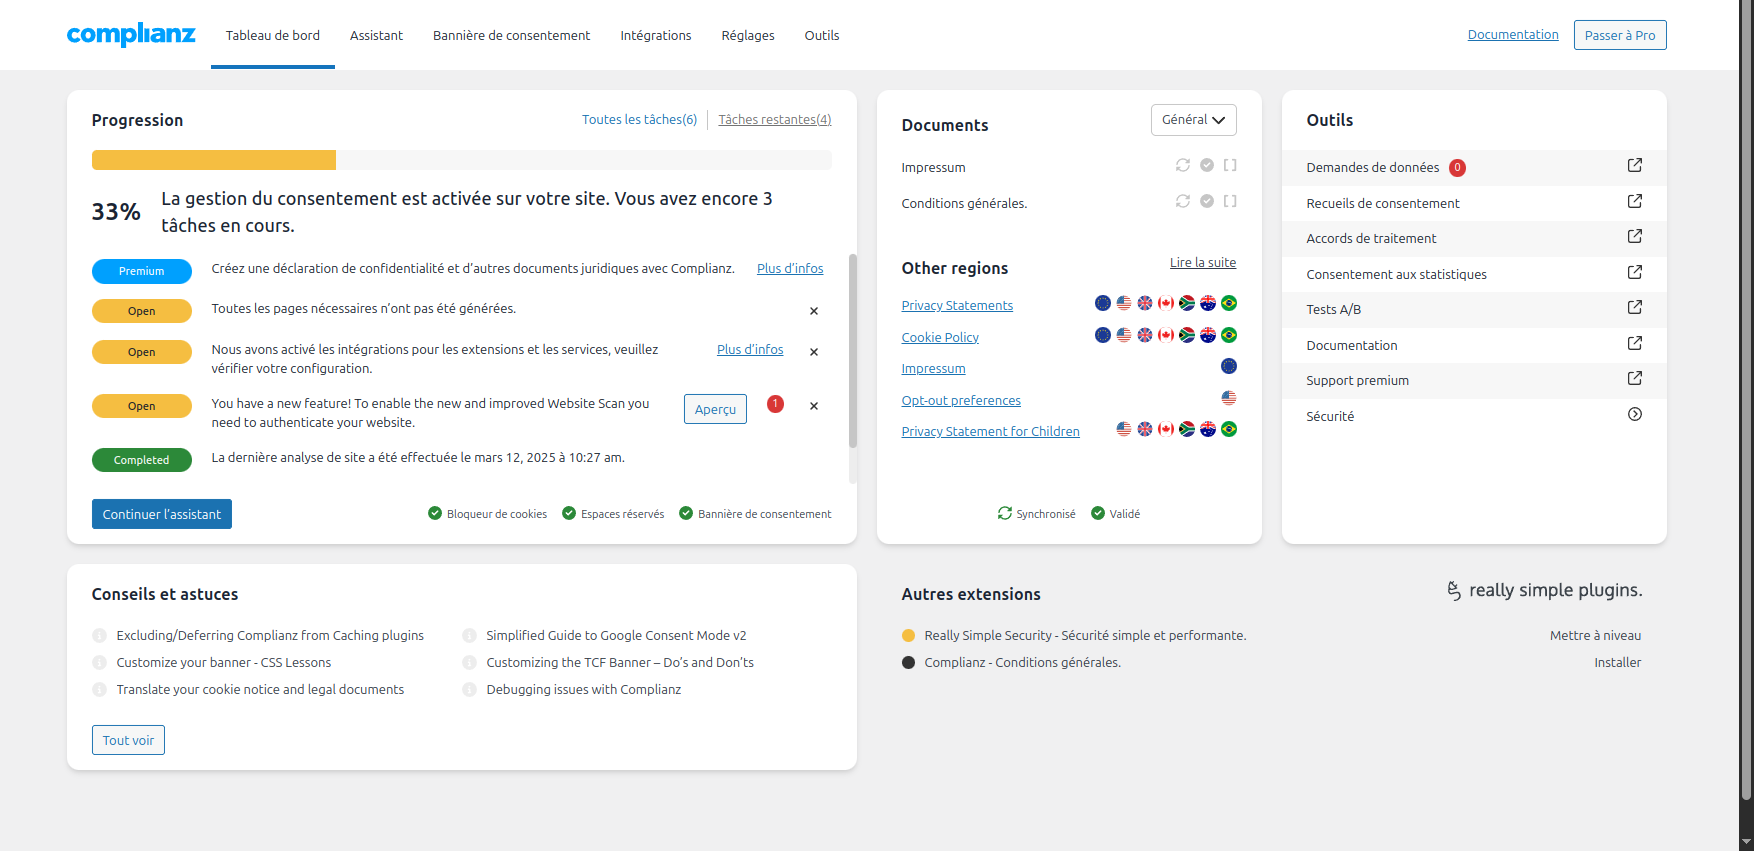 complianz
Tableau de bord
Assistant
Bannière de consentement
Intégrations
Réglages
Outils
Documentation
Passer à Pro
Progression
Toutes les tâches(6)
Tâches restantes(4)
33%
La gestion du consentement est activée sur votre site. Vous avez encore 3
tâches en cours.
Premium
Créez une déclaration de confidentialité et d’autres documents juridiques avec Complianz.
Plus d’infos
Open
Toutes les pages nécessaires n’ont pas été générées.
Open
Nous avons activé les intégrations pour les extensions et les services, veuillez
vérifier votre configuration.
Plus d’infos
Open
You have a new feature! To enable the new and improved Website Scan you
need to authenticate your website.
Aperçu
1
Completed
La dernière analyse de site a été effectuée le mars 12, 2025 à 10:27 am.
Continuer l’assistant
Bloqueur de cookies
Espaces réservés
Bannière de consentement
Documents
Général
Impressum
Conditions générales.
Other regions
Lire la suite
Privacy Statements
Cookie Policy
Impressum
Opt-out preferences
Privacy Statement for Children
Synchronisé
Validé
Outils
Demandes de données
0
Recueils de consentement
Accords de traitement
Consentement aux statistiques
Tests A/B
Documentation
Support premium
Sécurité
Conseils et astuces
Excluding/Deferring Complianz from Caching plugins
Customize your banner - CSS Lessons
Translate your cookie notice and legal documents
Simplified Guide to Google Consent Mode v2
Customizing the TCF Banner – Do’s and Don’ts
Debugging issues with Complianz
Tout voir
Autres extensions
really simple plugins.
Really Simple Security - Sécurité simple et performante.
Mettre à niveau
Complianz - Conditions générales.
Installer